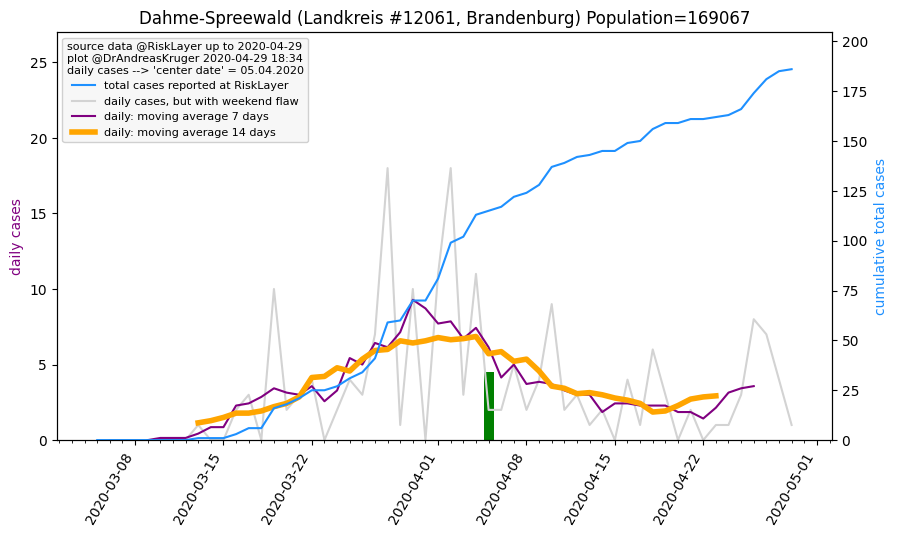 Dahme-Spreewald (Landkreis #12061, Brandenburg) Population=169067
source data @RiskLayer up to 2020-04-29
plot @DrAndreasKruger 2020-04-29 18:34
daily cases --> 'center date' = 05.04.2020
total cases reported at RiskLayer
daily cases, but with weekend flaw
daily: moving average 7 days
daily: moving average 14 days
daily cases
25
20
15
10
5
0
200
175
150
125
100
75
50
25
0
cumulative total cases
2020-03-08
2020-03-15
2020-03-22
2020-04-01
2020-04-08
2020-04-15
2020-04-22
2020-05-01